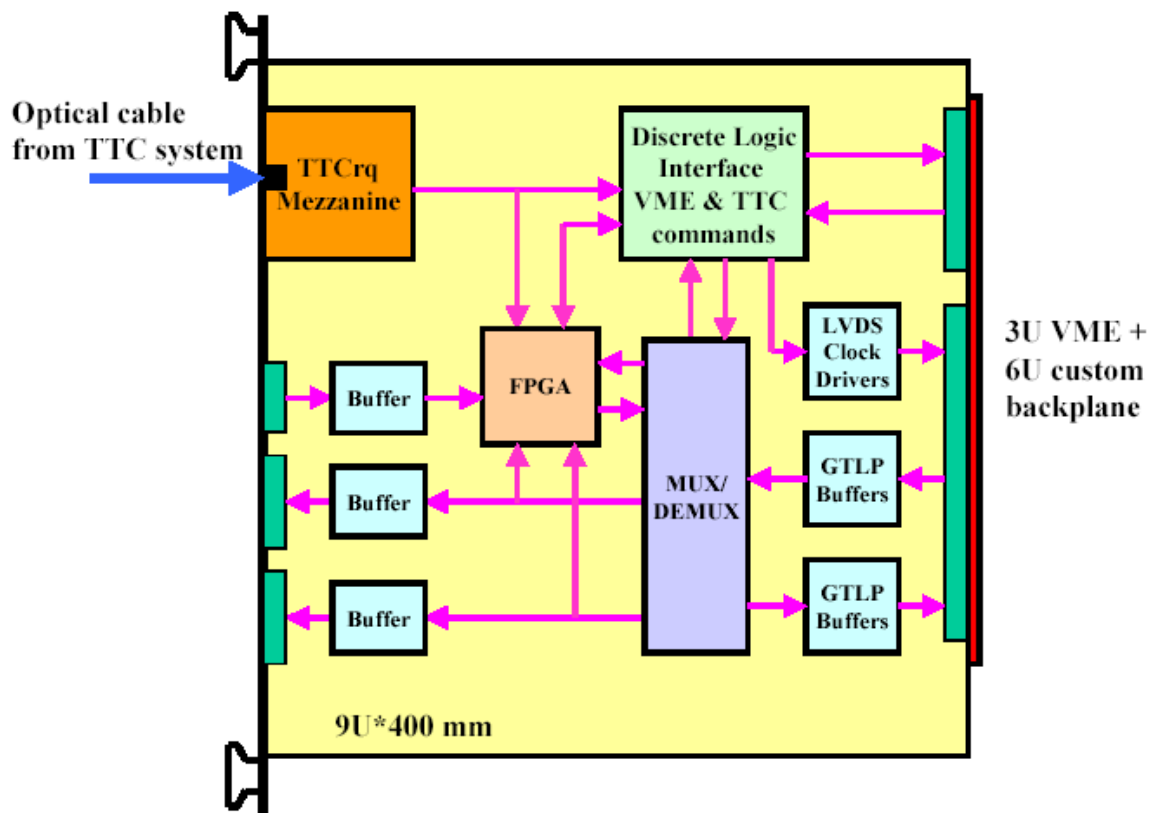 Optical cable
from TTC system
TTCrq
Mezzanine
Discrete Logic
Interface
VME & TTC
commands
LVDS
Clock
Drivers
3U VME +
6U custom
backplane
Buffer
FPGA
Buffer
MUX/
DEMUX
GTLP
Buffers
Buffer
GTLP
Buffers
9U*400 mm